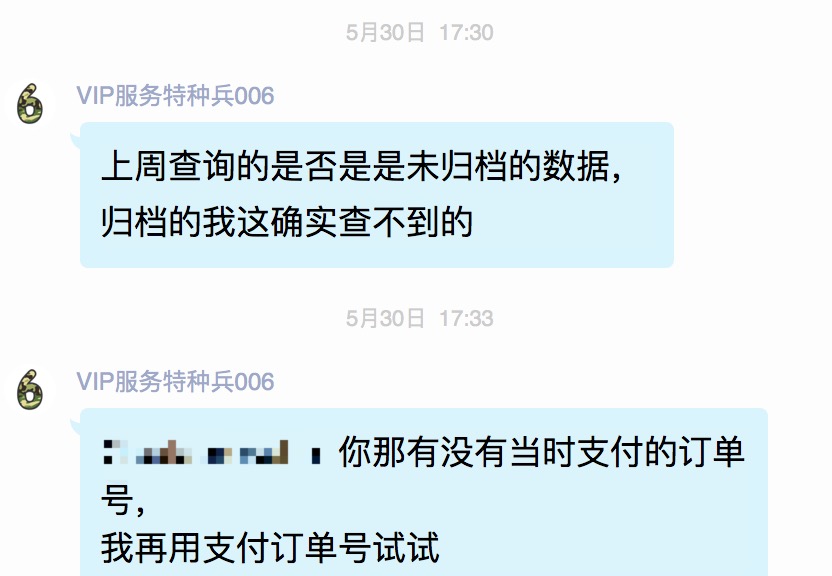 5月30日 17:30
VIP服务特种兵006
上周查询的是否是是未归档的数据,
归档的我这确实查不到的
5月30日 17:33
VIP服务特种兵006
你那有没有当时支付的订单
号,
我再用支付订单号试试